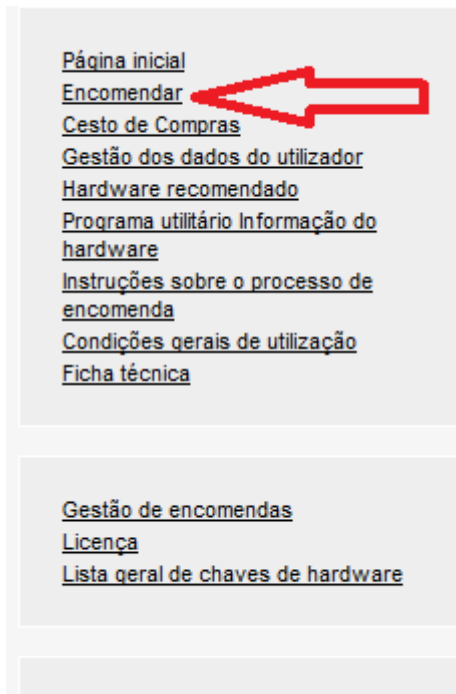 Página inicial
Encomendar
Cesto de Compras
Gestão dos dados do utilizador
Hardware recomendado
Programa utilitário Informação do
hardware
Instruções sobre o processo de
encomenda
Condições gerais de utilização
Ficha técnica
Gestão de encomendas
Licença
Lista geral de chaves de hardware